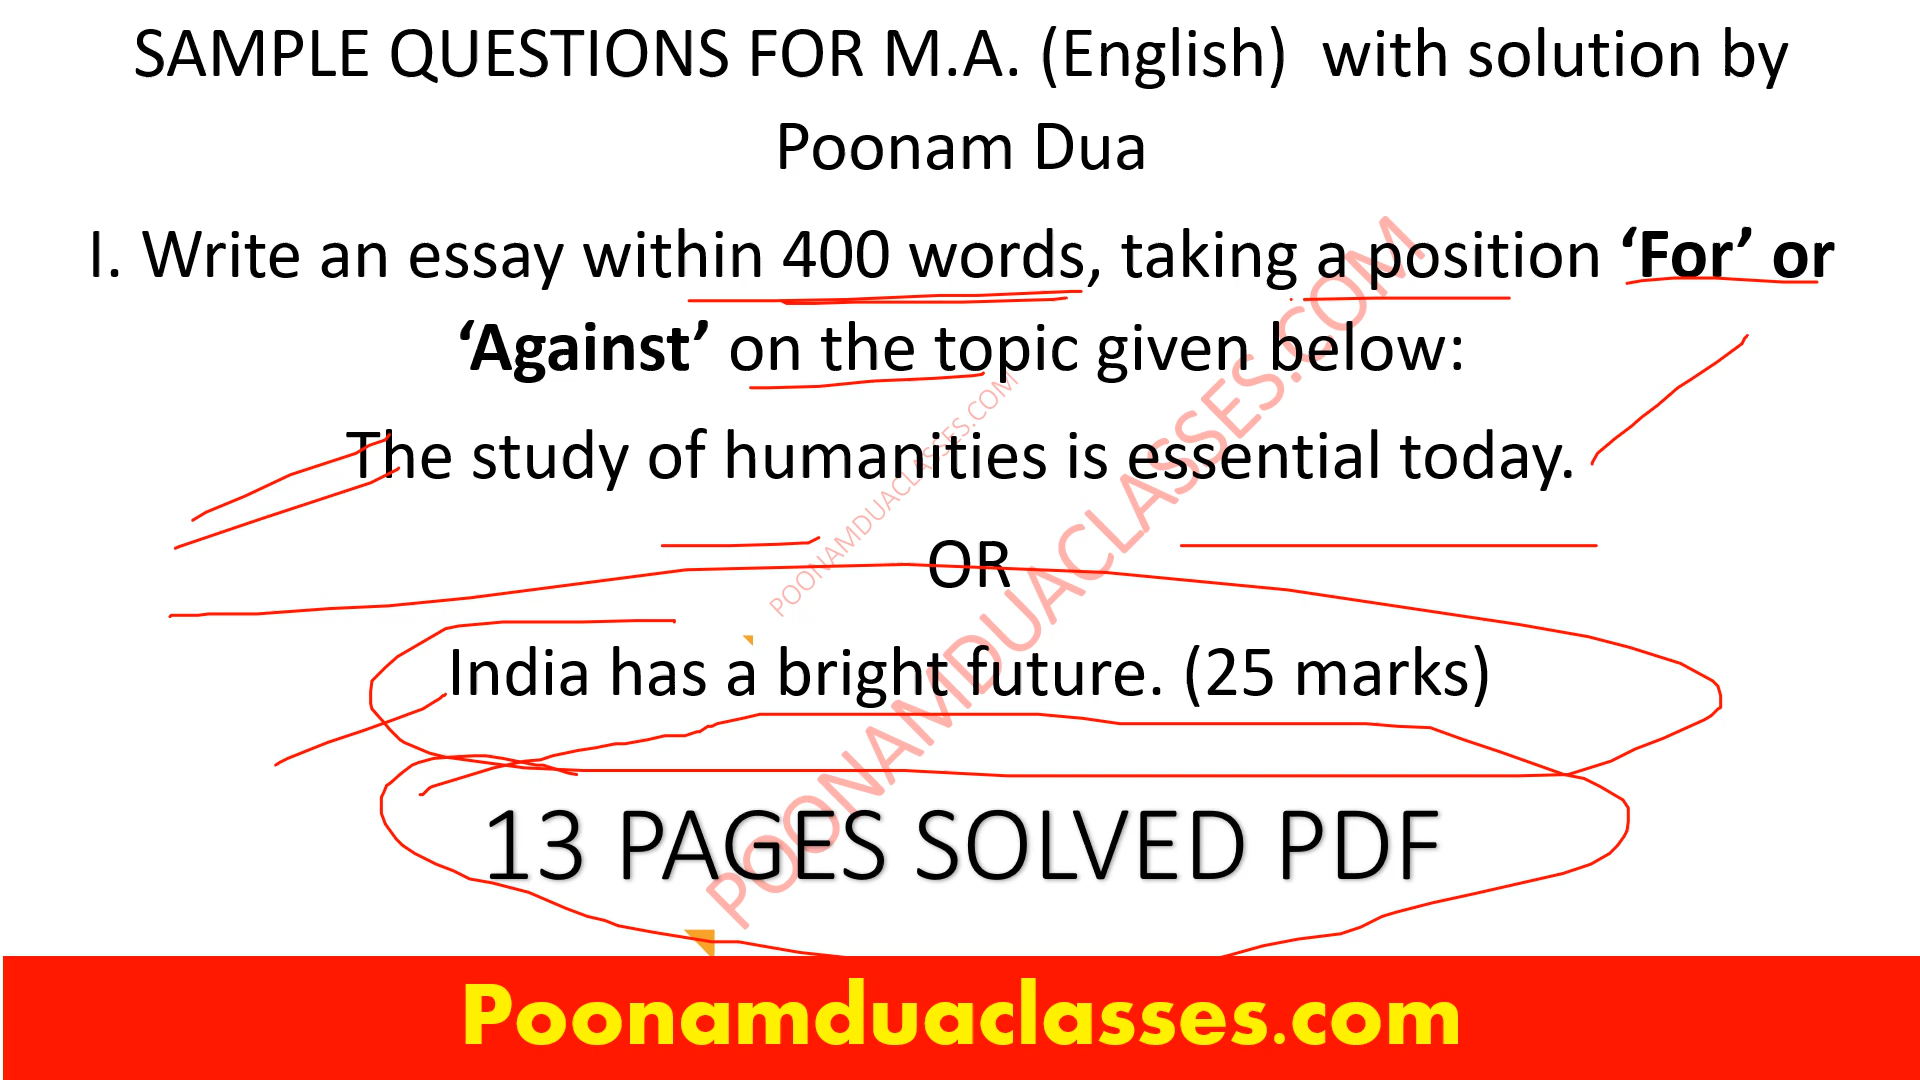 SAMPLE QUESTIONS FOR M.A. (English) with solution by
Poonam Dua
I. Write an essay within 400 words, taking a position ‘For’ or
‘Against’ on the topic given below:
The study of humanities is essential today.
OR
India has a bright future. (25 marks)
13 PAGES SOLVED PDF
POONAMDUACLASSES.COM
POONAMDUACLASSES.COM
Poonamduaclasses.com